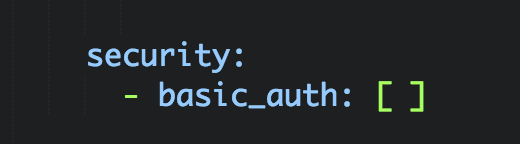 security:
  - basic_auth: [ ]